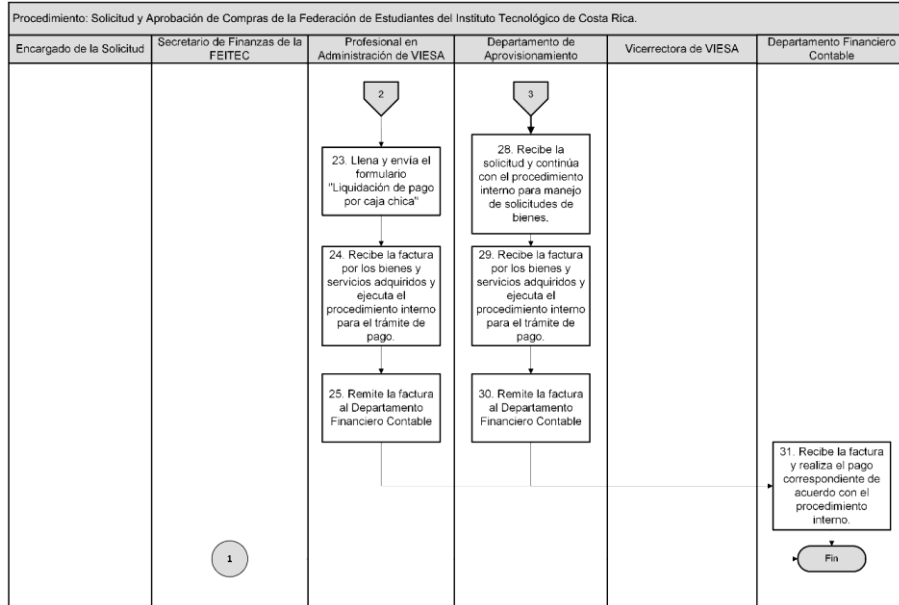 Procedimiento: Solicitud y Aprobación de Compras de la Federación de Estudiantes del Instituto Tecnológico de Costa Rica.
Encargado de la Solicitud
Secretario de Finanzas de la
FEITEC
Profesional en
Administración de VIESA
Departamento de
Aprovisionamiento
Vicerrectora de VIESA
Departamento Financiero
Contable
2
3
23. Llena y envía el
formulario
"Liquidación de pago
por caja chica"
28. Recibe la
solicitud y continúa
con el procedimiento
interno para manejo
de solicitudes de
bienes.
24. Recibe la factura
por los bienes y
servicios adquiridos y
ejecuta el
procedimiento interno
para el trámite de
pago.
29. Recibe la factura
por los bienes y
servicios adquiridos y
ejecuta el
procedimiento interno
para el trámite de
pago.
25. Remite la factura
al Departamento
Financiero Contable
30. Remite la factura
al Departamento
Financiero Contable
31. Recibe la factura
y realiza el pago
correspondiente de
acuerdo con el
procedimiento
interno.
1
Fin